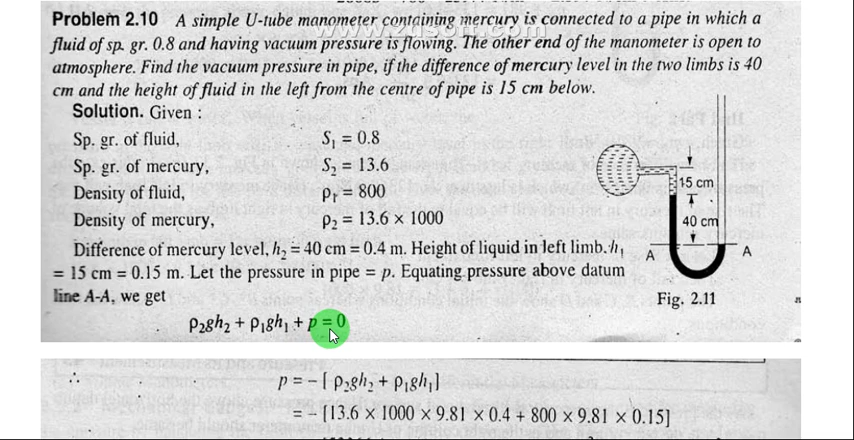 Problem 2.10 A simple U-tube manometer containing mercury is connected to a pipe in which a
fluid of sp. gr. 0.8 and having vacuum pressure is flowing. The other end of the manometer is open to
atmosphere. Find the vacuum pressure in pipe, if the difference of mercury level in the two limbs is 40
cm and the height of fluid in the left from the centre of pipe is 15 cm below.
Solution. Given :
Sp. gr. of fluid, S₁ = 0.8
Sp. gr. of mercury, S₂ = 13.6
Density of fluid, ρ₁ = 800
Density of mercury, ρ₂ = 13.6 × 1000
Difference of mercury level, h₂ = 40 cm = 0.4 m. Height of liquid in left limb, h₁
= 15 cm = 0.15 m. Let the pressure in pipe = p. Equating pressure above datum
line A-A, we get
ρ₂gh₂ + ρ₁gh₁ + p = 0
15 cm
40 cm
A
A
Fig. 2.11
∴ p = – [ ρ₂gh₂ + ρ₁gh₁]
= – [13.6 × 1000 × 9.81 × 0.4 + 800 × 9.81 × 0.15]